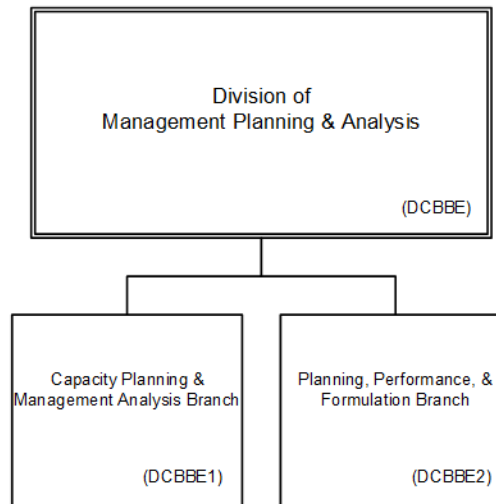 Division of
Management Planning & Analysis
(DCBBE)
Capacity Planning &
Management Analysis Branch
(DCBBE1)
Planning, Performance, &
Formulation Branch
(DCBBE2)